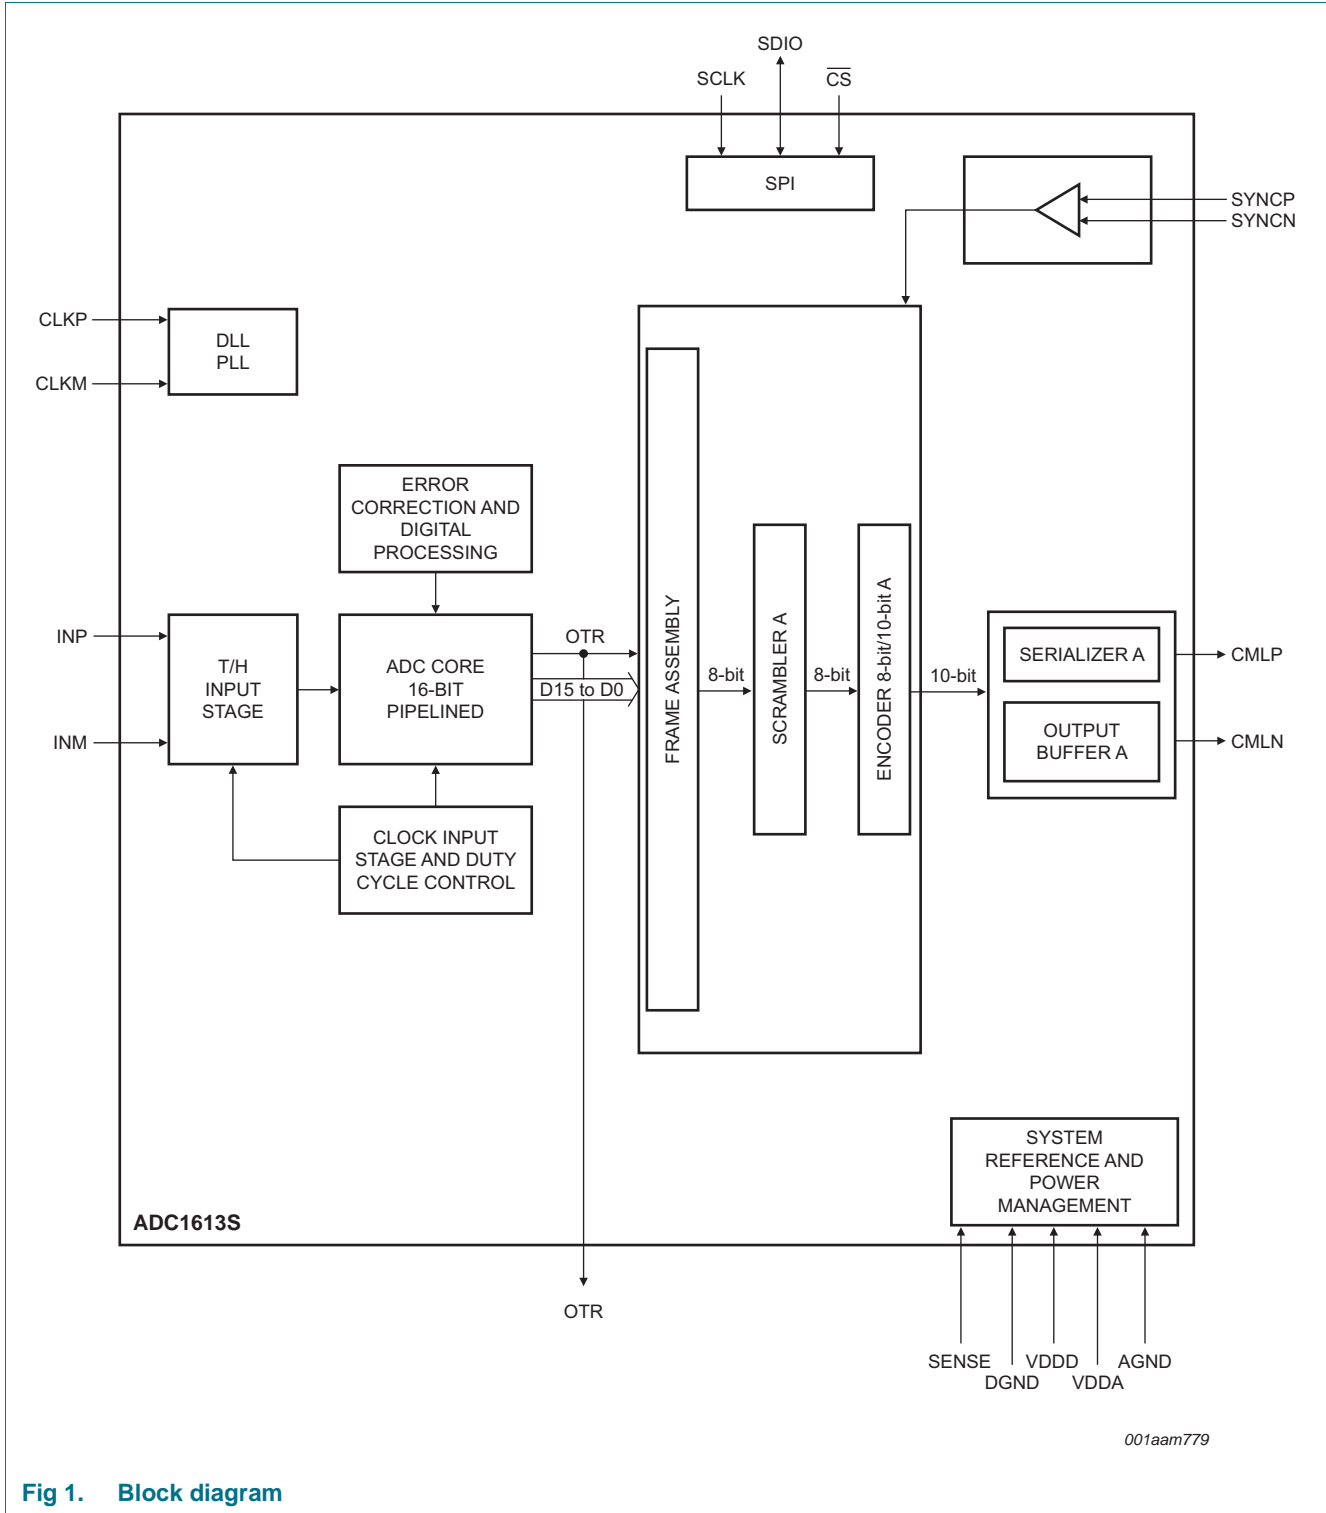 SDIO
SCLK
CS
SPI
SYNCP
SYNCN
CLKP
CLKM
DLL
PLL
ERROR
CORRECTION AND
DIGITAL
PROCESSING
INP
INM
T/H
INPUT
STAGE
ADC CORE
16-BIT
PIPELINED
OTR
D15 to D0
CLOCK INPUT
STAGE AND DUTY
CYCLE CONTROL
FRAME ASSEMBLY
8-bit
SCRAMBLER A
8-bit
ENCODER 8-bit/10-bit A
10-bit
SERIALIZER A
OUTPUT
BUFFER A
CMLP
CMLN
SYSTEM
REFERENCE AND
POWER
MANAGEMENT
ADC1613S
OTR
SENSE
DGND
VDDD
VDDA
AGND
001aam779
Fig 1. Block diagram